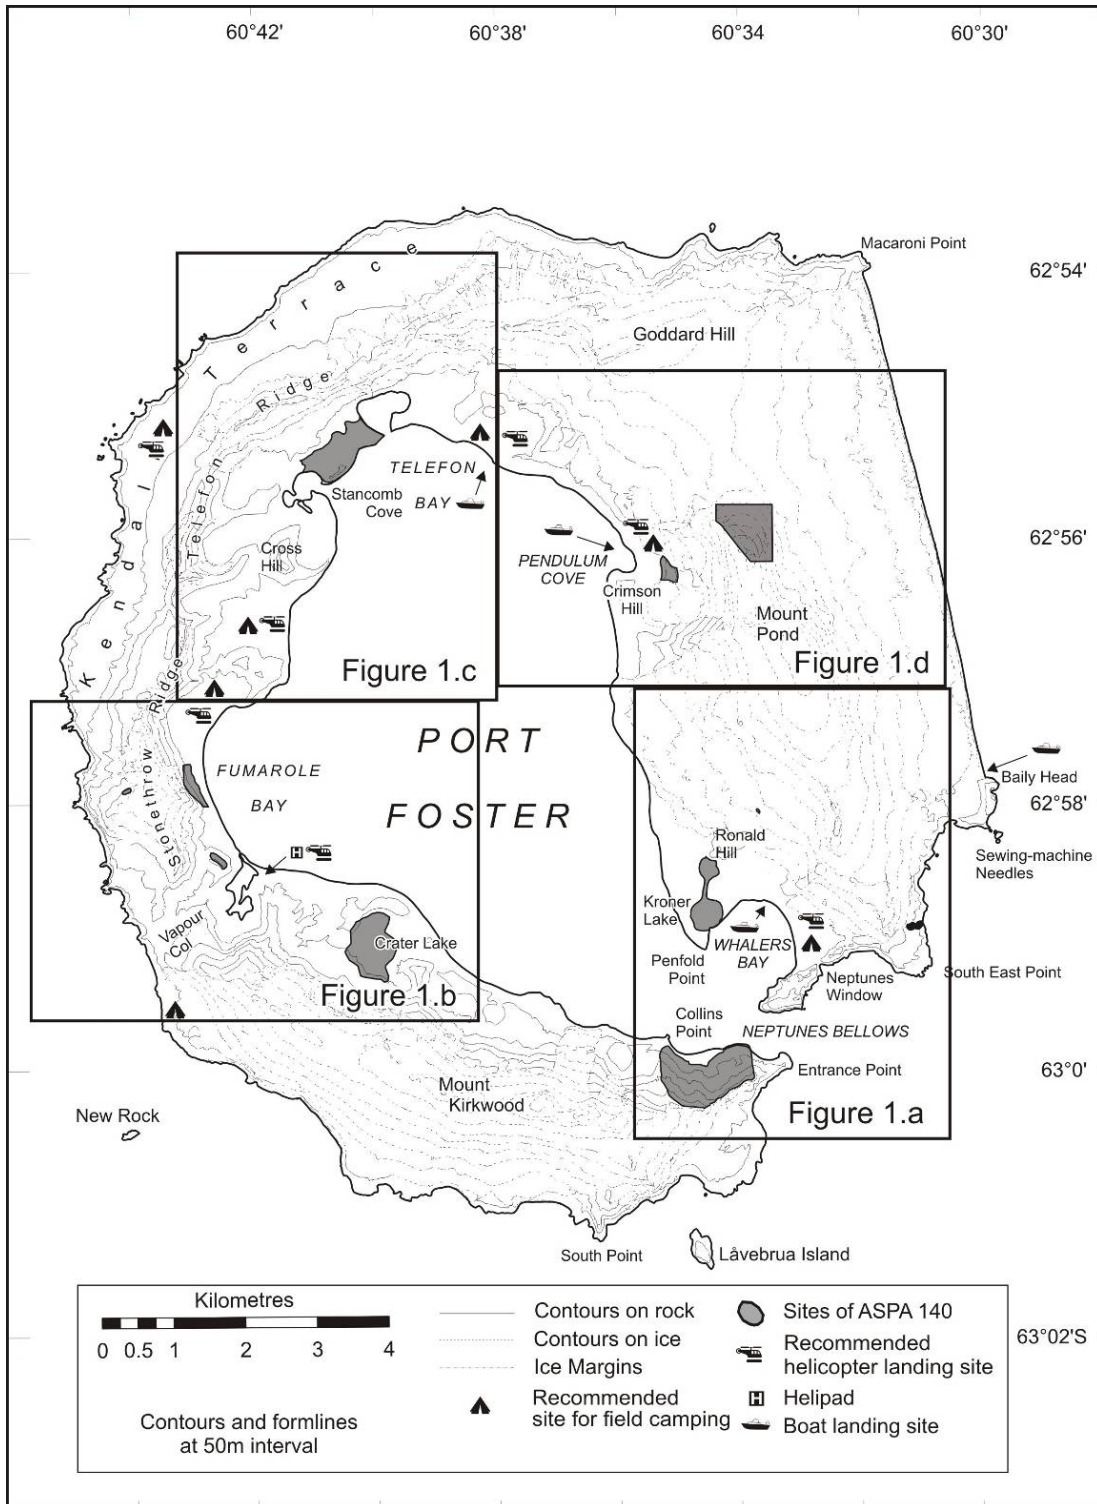 60°42' 60°38' 60°34' 60°30'
Macaroni Point
62°54'
Goddard Hill
Kendal Terrace
Telefon Ridge
TELEFON
BAY
Stancomb
Cove
62°56'
Cross
Hill
PENDULUM
COVE
Crimson
Hill
Mount
Pond
Figure 1.c
Figure 1.d
Stonethrow Ridge
PORT
FOSTER
FUMAROLE
BAY
Baily Head
62°58'
Sewing-machine
Needles
Ronald
Hill
Kroner
Lake
Vapour
Col
Crater Lake
WHALERS
BAY
Penfold
Point
Neptunes
Window
South East Point
Figure 1.b
Collins
Point
NEPTUNES BELLOWS
Entrance Point
63°0'
Mount
Kirkwood
Figure 1.a
New Rock
South Point
Låvebrua Island
Kilometres
0 0.5 1 2 3 4
Contours and formlines
at 50m interval
Contours on rock
Contours on ice
Ice Margins
Recommended
site for field camping
Sites of ASPA 140
Recommended
helicopter landing site
H Helipad
Boat landing site
H
63°02'S